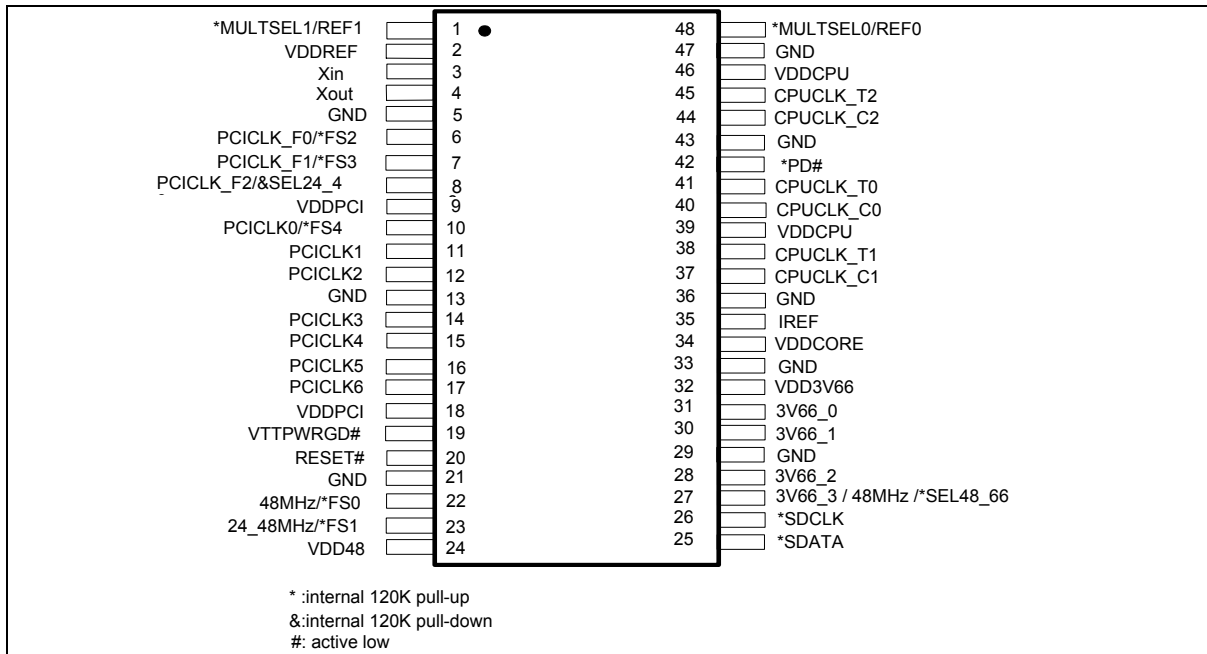 *MULTSEL1/REF1 1 48 *MULTSEL0/REF0
VDDREF 2 47 GND
Xin 3 46 VDDCPU
Xout 4 45 CPUCLK_T2
GND 5 44 CPUCLK_C2
PCICLK_F0/*FS2 6 43 GND
PCICLK_F1/*FS3 7 42 *PD#
PCICLK_F2/&SEL24_4 8 41 CPUCLK_T0
VDDPCI 9 40 CPUCLK_C0
PCICLK0/*FS4 10 39 VDDCPU
PCICLK1 11 38 CPUCLK_T1
PCICLK2 12 37 CPUCLK_C1
GND 13 36 GND
PCICLK3 14 35 IREF
PCICLK4 15 34 VDDCORE
PCICLK5 16 33 GND
PCICLK6 17 32 VDD3V66
VDDPCI 18 31 3V66_0
VTTPWRGD# 19 30 3V66_1
RESET# 20 29 GND
GND 21 28 3V66_2
48MHz/*FS0 22 27 3V66_3 / 48MHz /*SEL48_66
24_48MHz/*FS1 23 26 *SDCLK
VDD48 24 25 *SDATA
* :internal 120K pull-up
&:internal 120K pull-down
#: active low